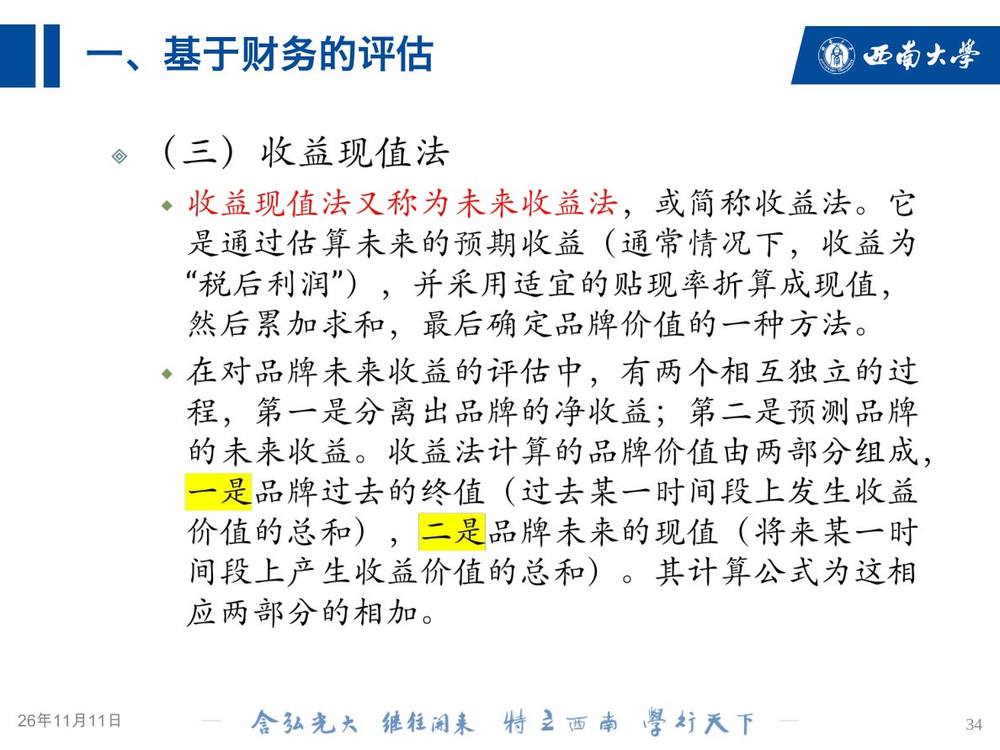 一、基于财务的评估
西南大学
（三）收益现值法
收益现值法又称为未来收益法，或简称收益法。它
是通过估算未来的预期收益（通常情况下，收益为
“税后利润”），并采用适宜的贴现率折算成现值，
然后累加求和，最后确定品牌价值的一种方法。
在对品牌未来收益的评估中，有两个相互独立的过
程，第一是分离出品牌的净收益；第二是预测品牌
的未来收益。收益法计算的品牌价值由两部分组成，
一是品牌过去的终值（过去某一时间段上发生收益
价值的总和），二是品牌未来的现值（将来某一时
间段上产生收益价值的总和）。其计算公式为这相
应两部分的相加。
26年11月11日
含弘光大 继往开来 特立西南 学行天下
34